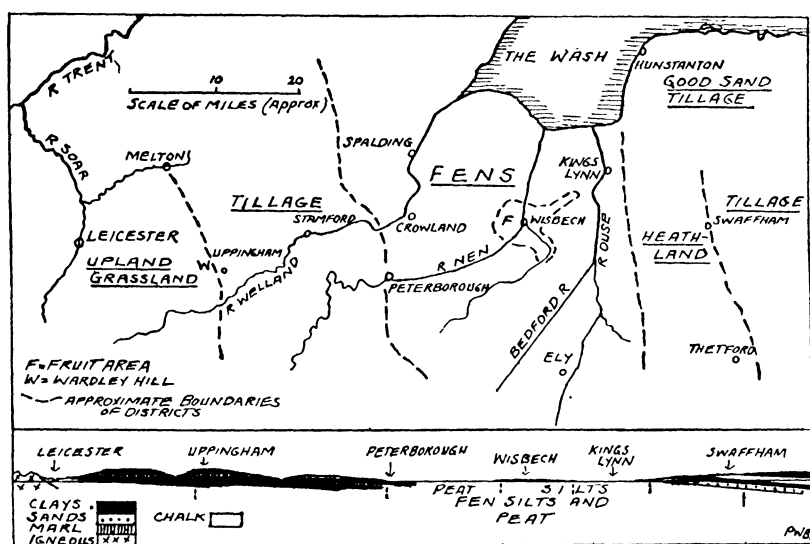 THE WASH
R TRENT
HUNSTANTON
GOOD SAND
TILLAGE
10 20
SCALE OF MILES (Approx)
R SOAR
MELTON
SPALDING
FENS
KINGS
LYNN
TILLAGE
STAMFORD
CROWLAND
F
WISBECH
TILLAGE
SWAFFHAM
LEICESTER
UPPINGHAM
W
UPLAND
GRASSLAND
R WELLAND
R NEN
PETERBOROUGH
R OUSE
HEATH-
LAND
BEDFORD R
ELY
THETFORD
F=FRUIT AREA
W=WARDLEY HILL
APPROXIMATE BOUNDARIES
OF DISTRICTS
LEICESTER UPPINGHAM PETERBOROUGH WISBECH KINGS LYNN SWAFFHAM
PEAT SILTS
FEN SILTS AND
PEAT
CLAYS
SANDS
MARL
IGNEOUS
CHALK
PWB